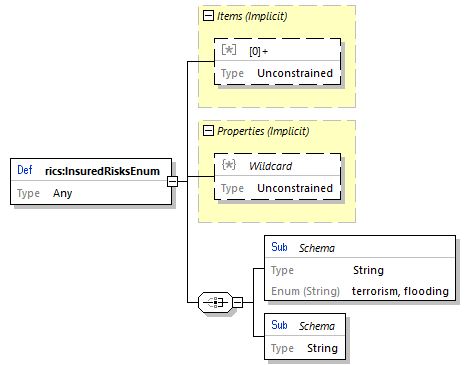 Items (Implicit)
[*] [0]+
Type Unconstrained
Properties (Implicit)
{*} Wildcard
Type Unconstrained
Def rics:InsuredRisksEnum
Type Any
Sub Schema
Type String
Enum (String) terrorism, flooding
Sub Schema
Type String